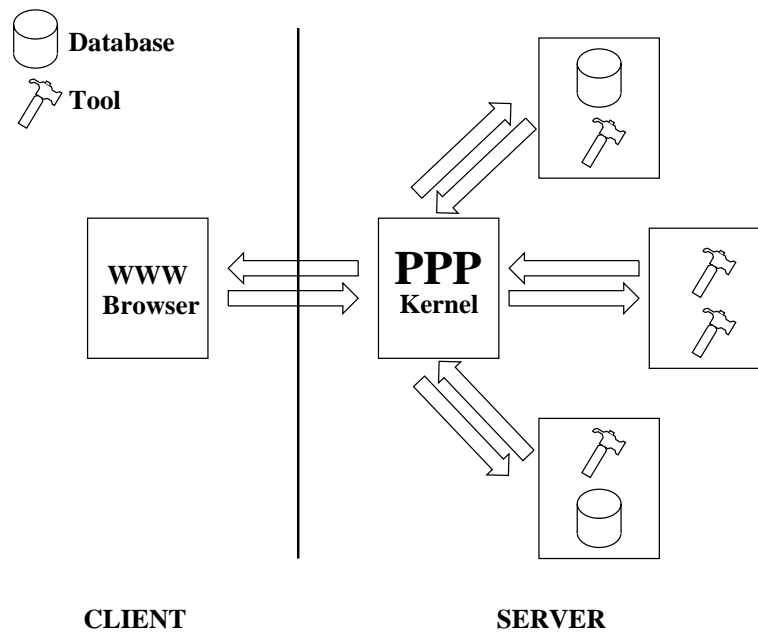 Database
Tool
WWW
Browser
PPP
Kernel
CLIENT
SERVER